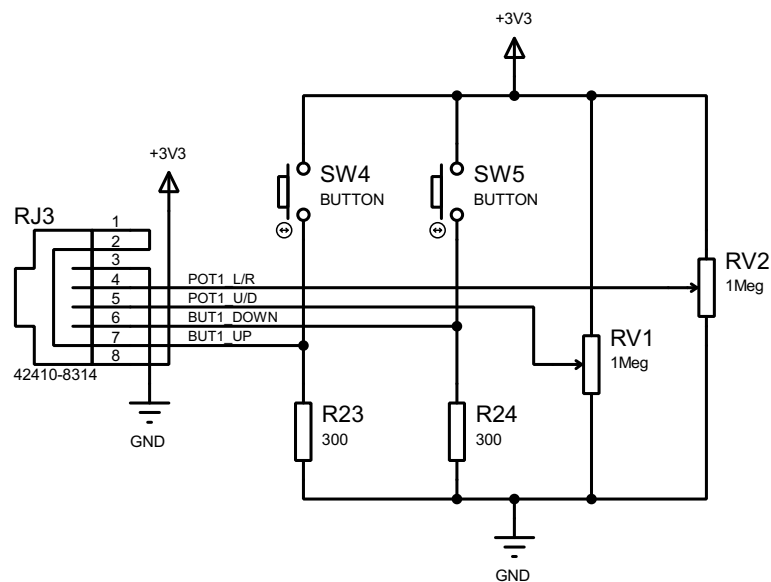 +3V3
+3V3
SW4
BUTTON
SW5
BUTTON
RJ3
1
2
3
4
5
6
7
8
POT1_L/R
POT1_U/D
BUT1_DOWN
BUT1_UP
42410-8314
GND
RV2
1Meg
RV1
1Meg
R23
300
R24
300
GND